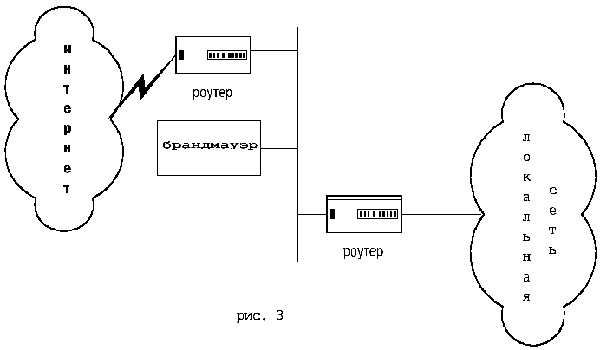 интернет
роутер
брандмауэр
роутер
локальная
сеть
рис. 3